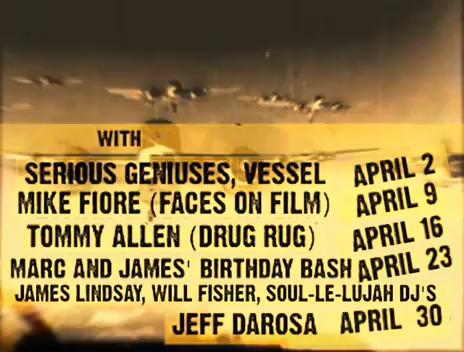 WITH
SERIOUS GENIUSES, VESSEL APRIL 2
MIKE FIORE (FACES ON FILM) APRIL 9
TOMMY ALLEN (DRUG RUG) APRIL 16
MARC AND JAMES' BIRTHDAY BASH APRIL 23
JAMES LINDSAY, WILL FISHER, SOUL-LE-LUJAH DJ'S
JEFF DAROSA APRIL 30